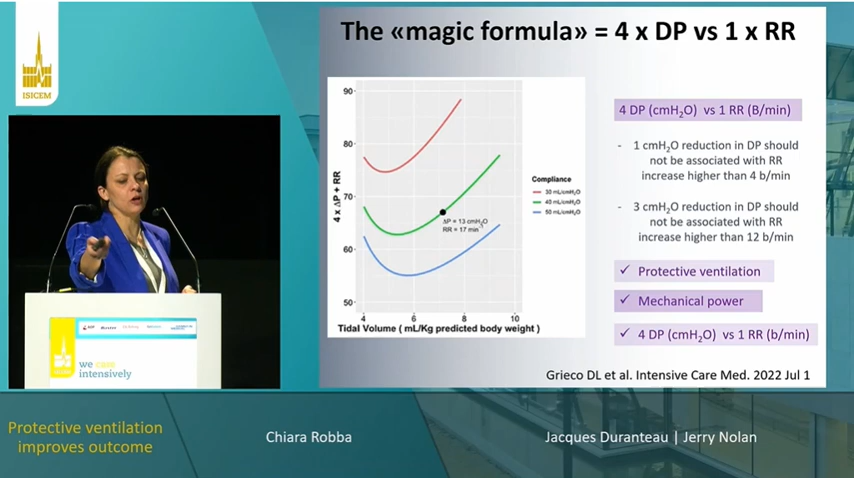 ISICEM
The «magic formula» = 4 x DP vs 1 x RR
90
80
70
60
50
4 x ΔP + RR
4
6
8
10
Tidal Volume ( mL/Kg predicted body weight )
ΔP = 13 cmH₂O
RR = 17 min
Compliance
30 mL/cmH₂O
40 mL/cmH₂O
50 mL/cmH₂O
4 DP (cmH₂O) vs 1 RR (B/min)
- 1 cmH₂O reduction in DP should
not be associated with RR
increase higher than 4 b/min
- 3 cmH₂O reduction in DP should
not be associated with RR
increase higher than 12 b/min
✓ Protective ventilation
✓ Mechanical power
✓ 4 DP (cmH₂O) vs 1 RR (b/min)
Grieco DL et al. Intensive Care Med. 2022 Jul 1
we care
intensively
Protective ventilation
improves outcome
Chiara Robba
Jacques Duranteau | Jerry Nolan